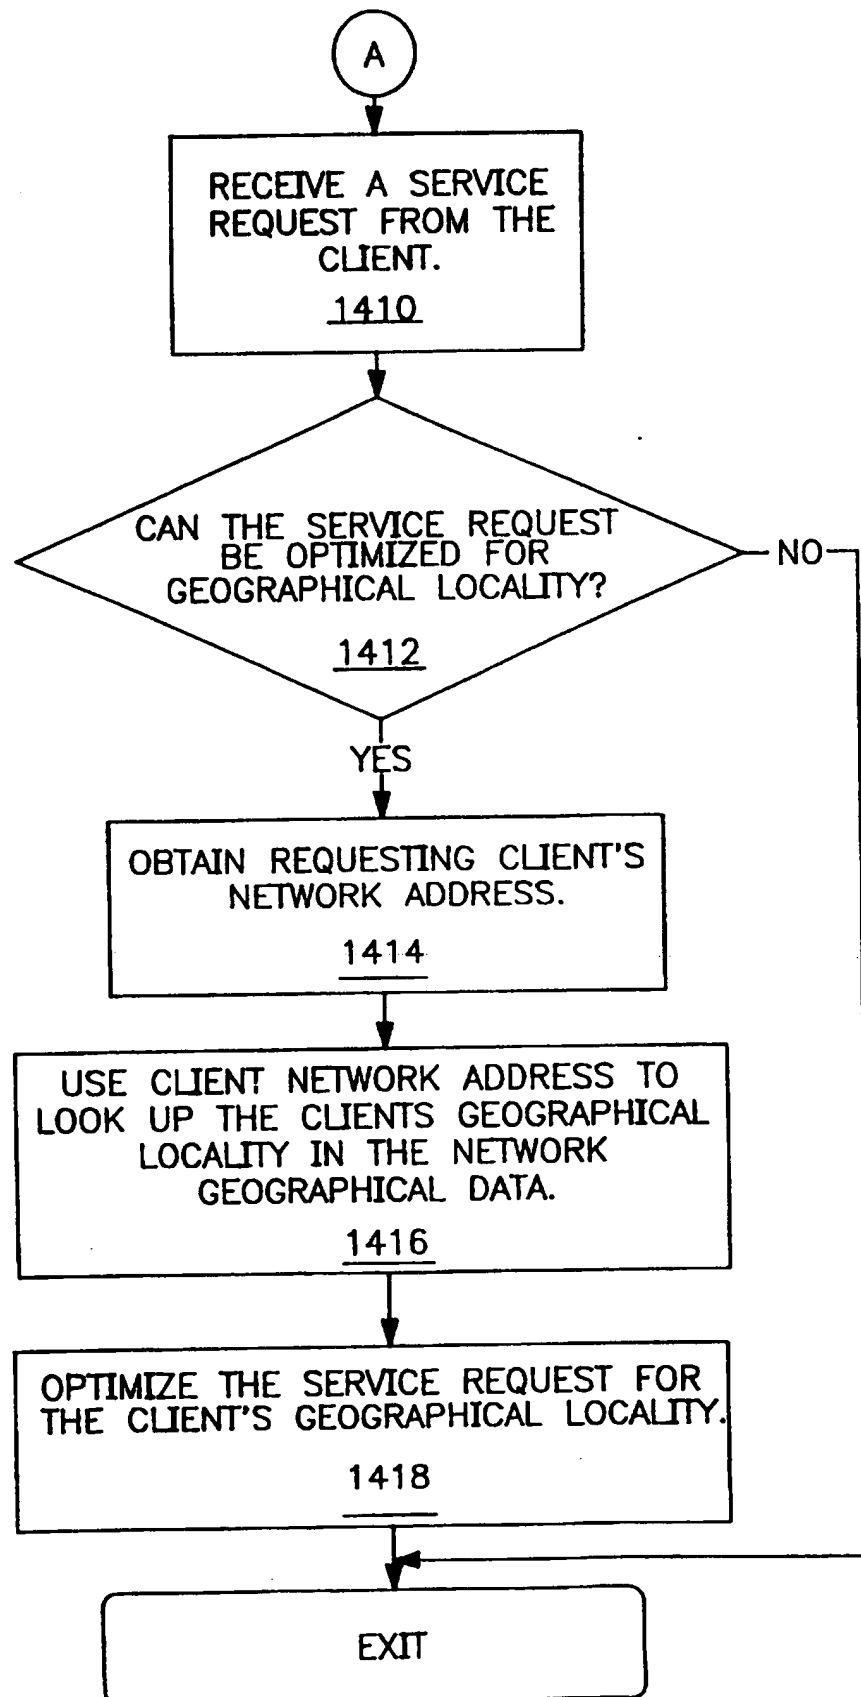 A
RECEIVE A SERVICE
REQUEST FROM THE
CLIENT.
1410
CAN THE SERVICE REQUEST
BE OPTIMIZED FOR
GEOGRAPHICAL LOCALITY?
1412
NO
YES
OBTAIN REQUESTING CLIENT'S
NETWORK ADDRESS.
1414
USE CLIENT NETWORK ADDRESS TO
LOOK UP THE CLIENTS GEOGRAPHICAL
LOCALITY IN THE NETWORK
GEOGRAPHICAL DATA.
1416
OPTIMIZE THE SERVICE REQUEST FOR
THE CLIENT'S GEOGRAPHICAL LOCALITY.
1418
EXIT